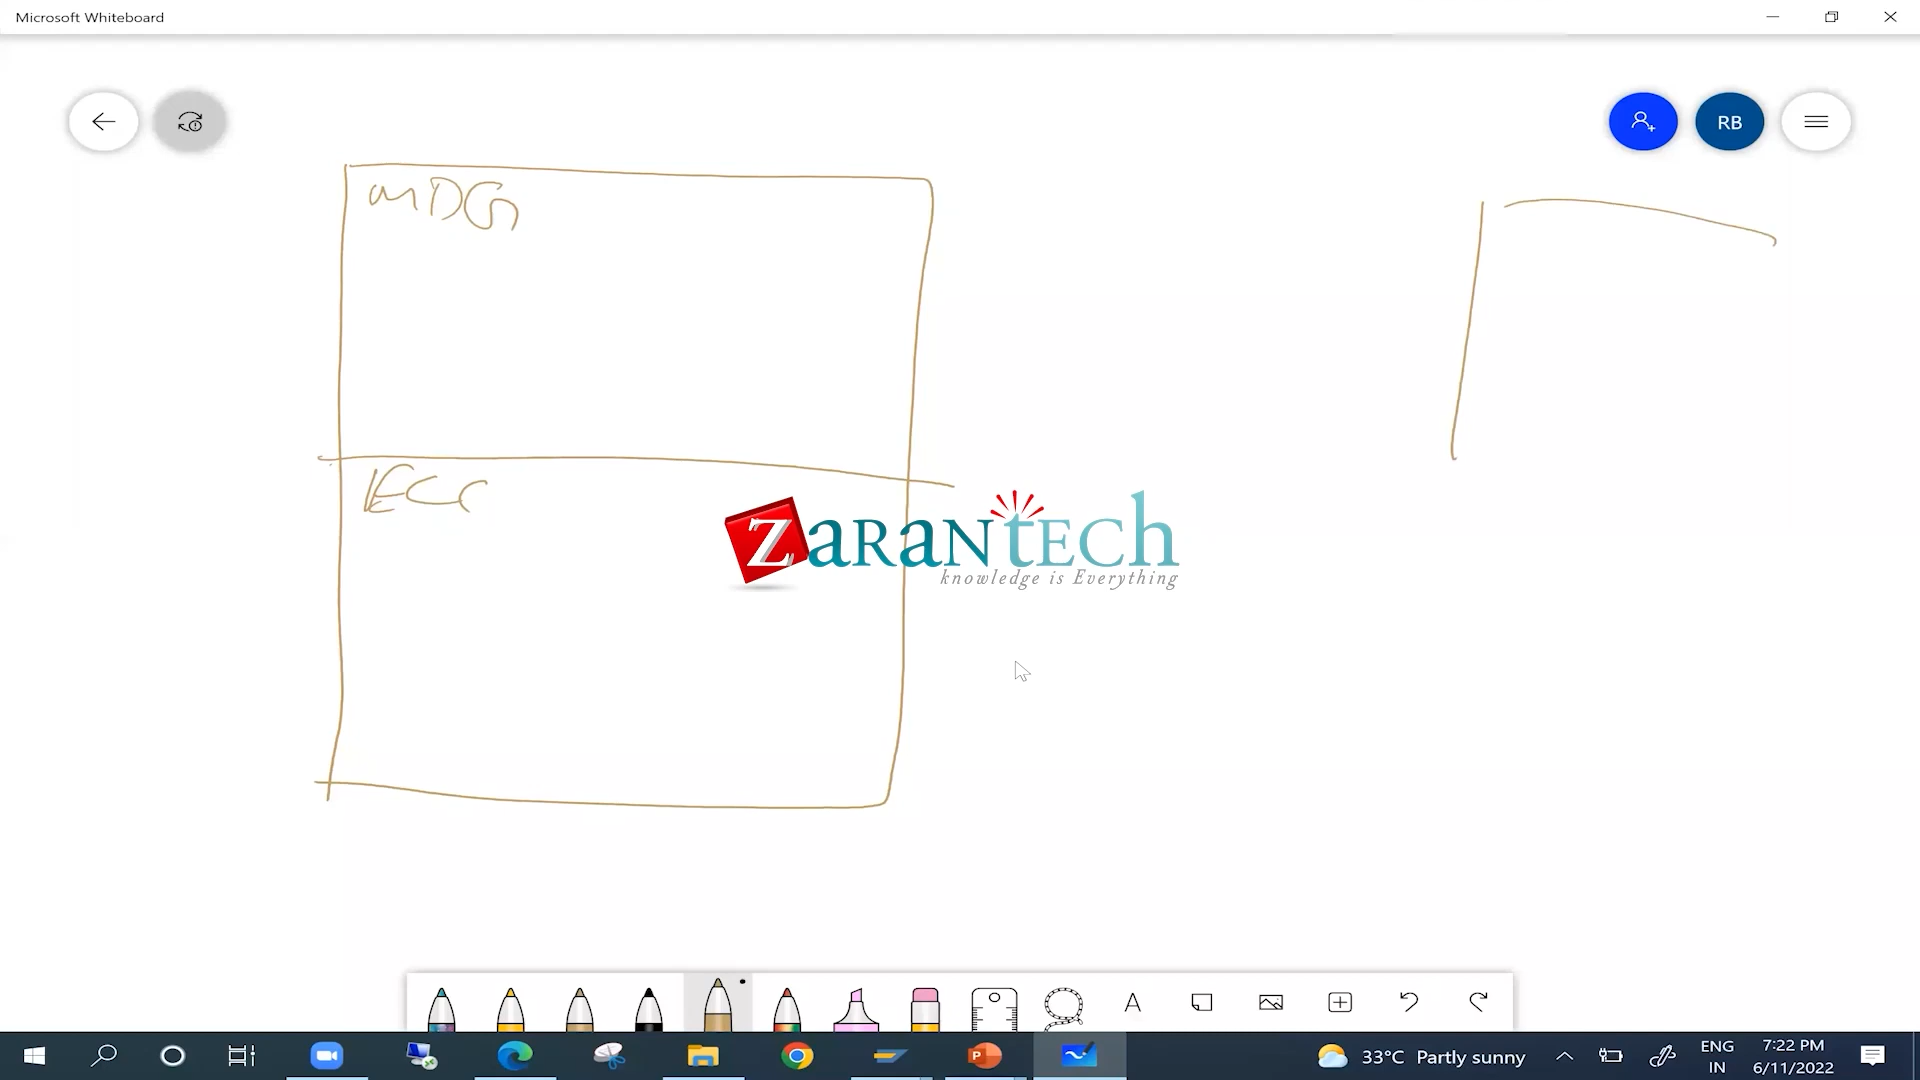 Microsoft Whiteboard
RB
MDG
ECC
ZaranTech
knowledge is Everything
A
33°C Partly sunny
ENG
IN
7:22 PM
6/11/2022